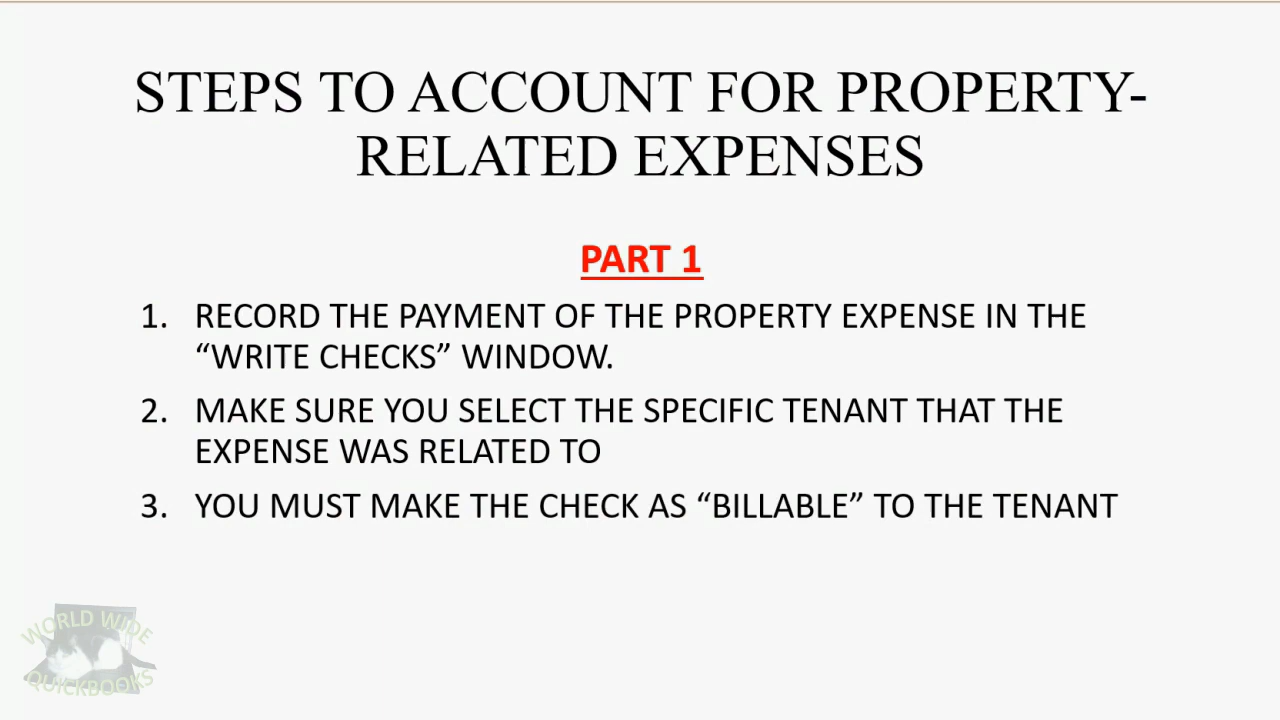 STEPS TO ACCOUNT FOR PROPERTY-
RELATED EXPENSES
PART 1
1. RECORD THE PAYMENT OF THE PROPERTY EXPENSE IN THE
“WRITE CHECKS” WINDOW.
2. MAKE SURE YOU SELECT THE SPECIFIC TENANT THAT THE
EXPENSE WAS RELATED TO
3. YOU MUST MAKE THE CHECK AS “BILLABLE” TO THE TENANT
WORLD WIDE
QUICKBOOKS